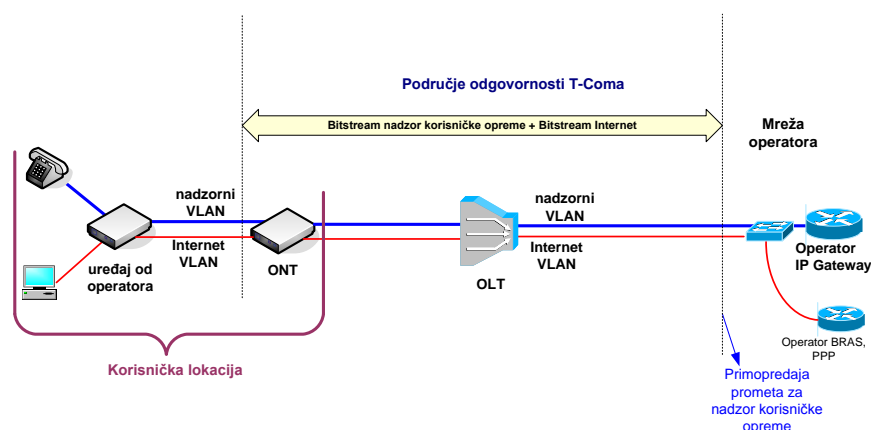 Područje odgovornosti T-Coma
Bitstream nadzor korisničke opreme + Bitstream Internet
Mreža
operatora
nadzorni
VLAN
Internet
VLAN
uređaj od
operatora
ONT
nadzorni
VLAN
Internet
VLAN
OLT
Operator
IP Gateway
Operator BRAS,
PPP
Korisnička lokacija
Primopredaja
prometa za
nadzor korisničke
opreme